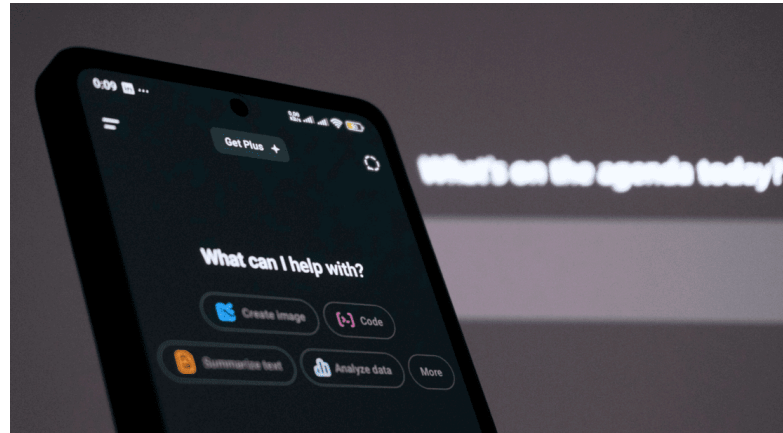 0:09
Get Plus +
What's on the agenda today?
What can I help with?
Create image
Code
Summarize text
Analyze data
More